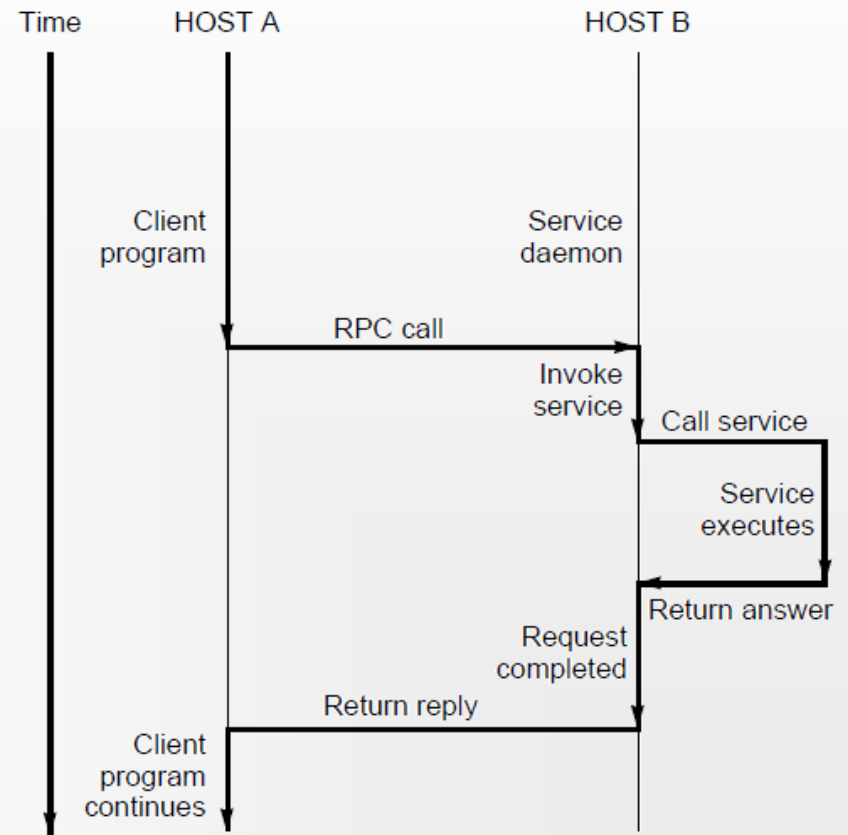 Time
HOST A
HOST B
Client
program
Service
daemon
RPC call
Invoke
service
Call service
Service
executes
Return answer
Request
completed
Return reply
Client
program
continues